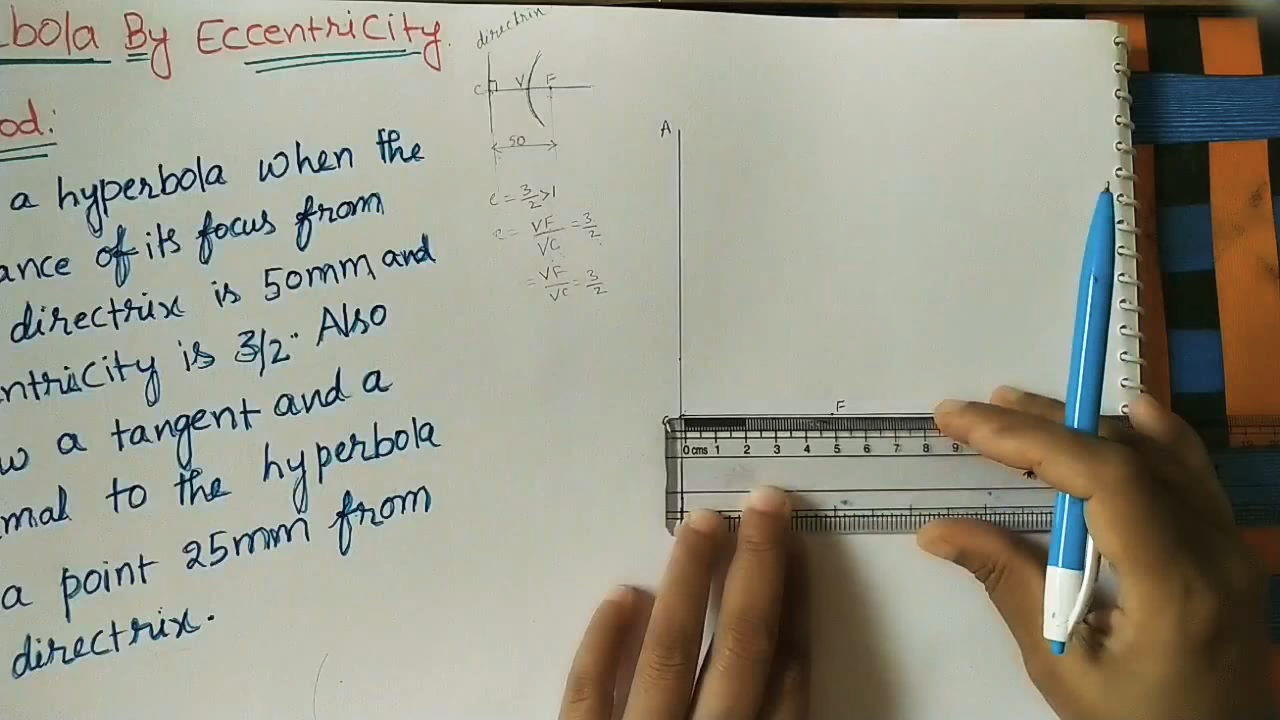 bola By Eccentricity.
od:
a hyperbola when the
ance of its focus from
directrix is 50mm and
ntricity is 3/2. Also
w a tangent and a
mal to the hyperbola
a point 25mm from
directrix.
directrix
C V F
50
e = 3/2 > 1
e = VF/VC = 3/2
= VF/VC = 3/2
A
F
0 cms 1 2 3 4 5 6 7 8 9